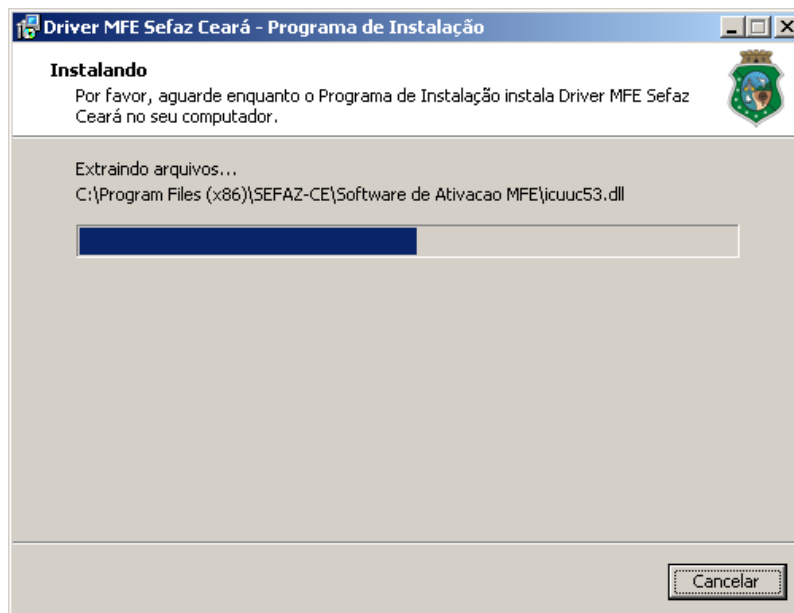 Driver MFE Sefaz Ceará - Programa de Instalação
Instalando
Por favor, aguarde enquanto o Programa de Instalação instala Driver MFE Sefaz
Ceará no seu computador.
Extraindo arquivos...
C:\Program Files (x86)\SEFAZ-CE\Software de Ativacao MFE\icuuc53.dll
Cancelar